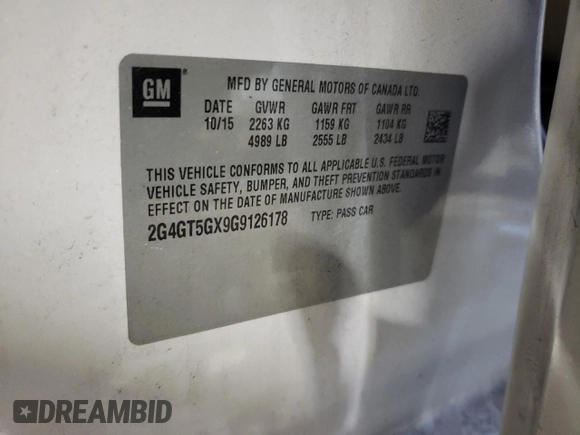 GM
MFD BY GENERAL MOTORS OF CANADA LTD.
DATE GVWR GAWR FRT GAWR RR
10/15 2263 KG 1159 KG 1104 KG
4989 LB 2555 LB 2434 LB
THIS VEHICLE CONFORMS TO ALL APPLICABLE U.S. FEDERAL MOTOR
VEHICLE SAFETY, BUMPER, AND THEFT PREVENTION STANDARDS IN
EFFECT ON THE DATE OF MANUFACTURE SHOWN ABOVE.
2G4GT5GX9G9126178 TYPE: PASS CAR
DREAMBID